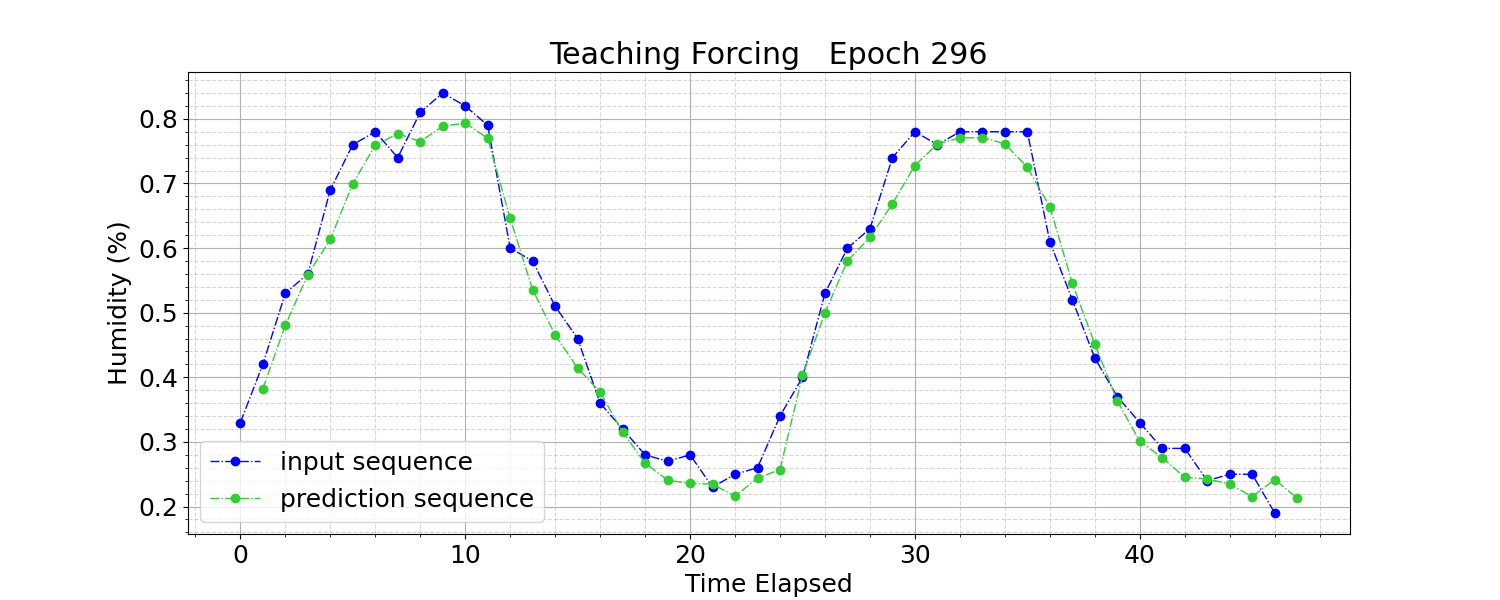 Teaching Forcing   Epoch 296
Humidity (%)
0.8
0.7
0.6
0.5
0.4
0.3
0.2
input sequence
prediction sequence
0 10 20 30 40
Time Elapsed